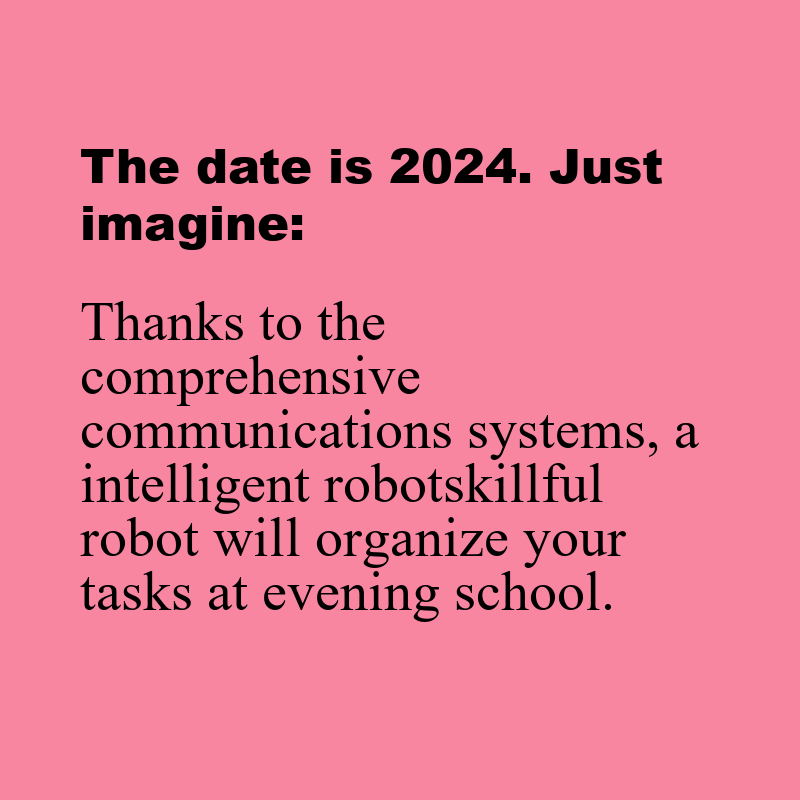 The date is 2024. Just
imagine:
Thanks to the
comprehensive
communications systems, a
intelligent robotskillful
robot will organize your
tasks at evening school.